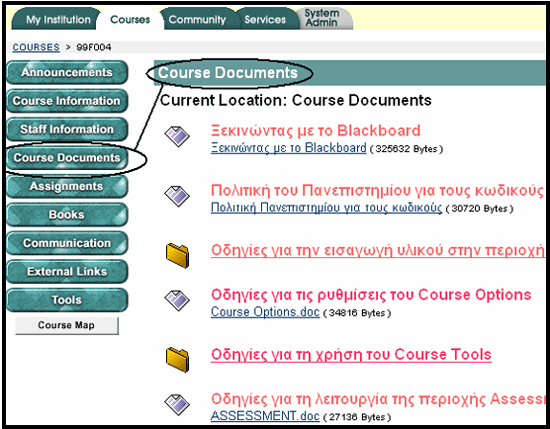 My Institution Courses Community Services System Admin
COURSES > 99F004
Announcements
Course Information
Staff Information
Course Documents
Assignments
Books
Communication
External Links
Tools
Course Map
Course Documents
Current Location: Course Documents
Ξεκινώντας με το Blackboard
Ξεκινώντας με το Blackboard ( 325632 Bytes )
Πολιτική του Πανεπιστημίου για τους κωδικούς
Πολιτική Πανεπιστημίου για τους κωδικούς ( 30720 Bytes )
Οδηγίες για την εισαγωγή υλικού στην περιοχή
Οδηγίες για τις ρυθμίσεις του Course Options
Course Options.doc ( 34816 Bytes )
Οδηγίες για τη χρήση του Course Tools
Οδηγίες για τη λειτουργία της περιοχής Assess
ASSESSMENT.doc ( 27136 Bytes )